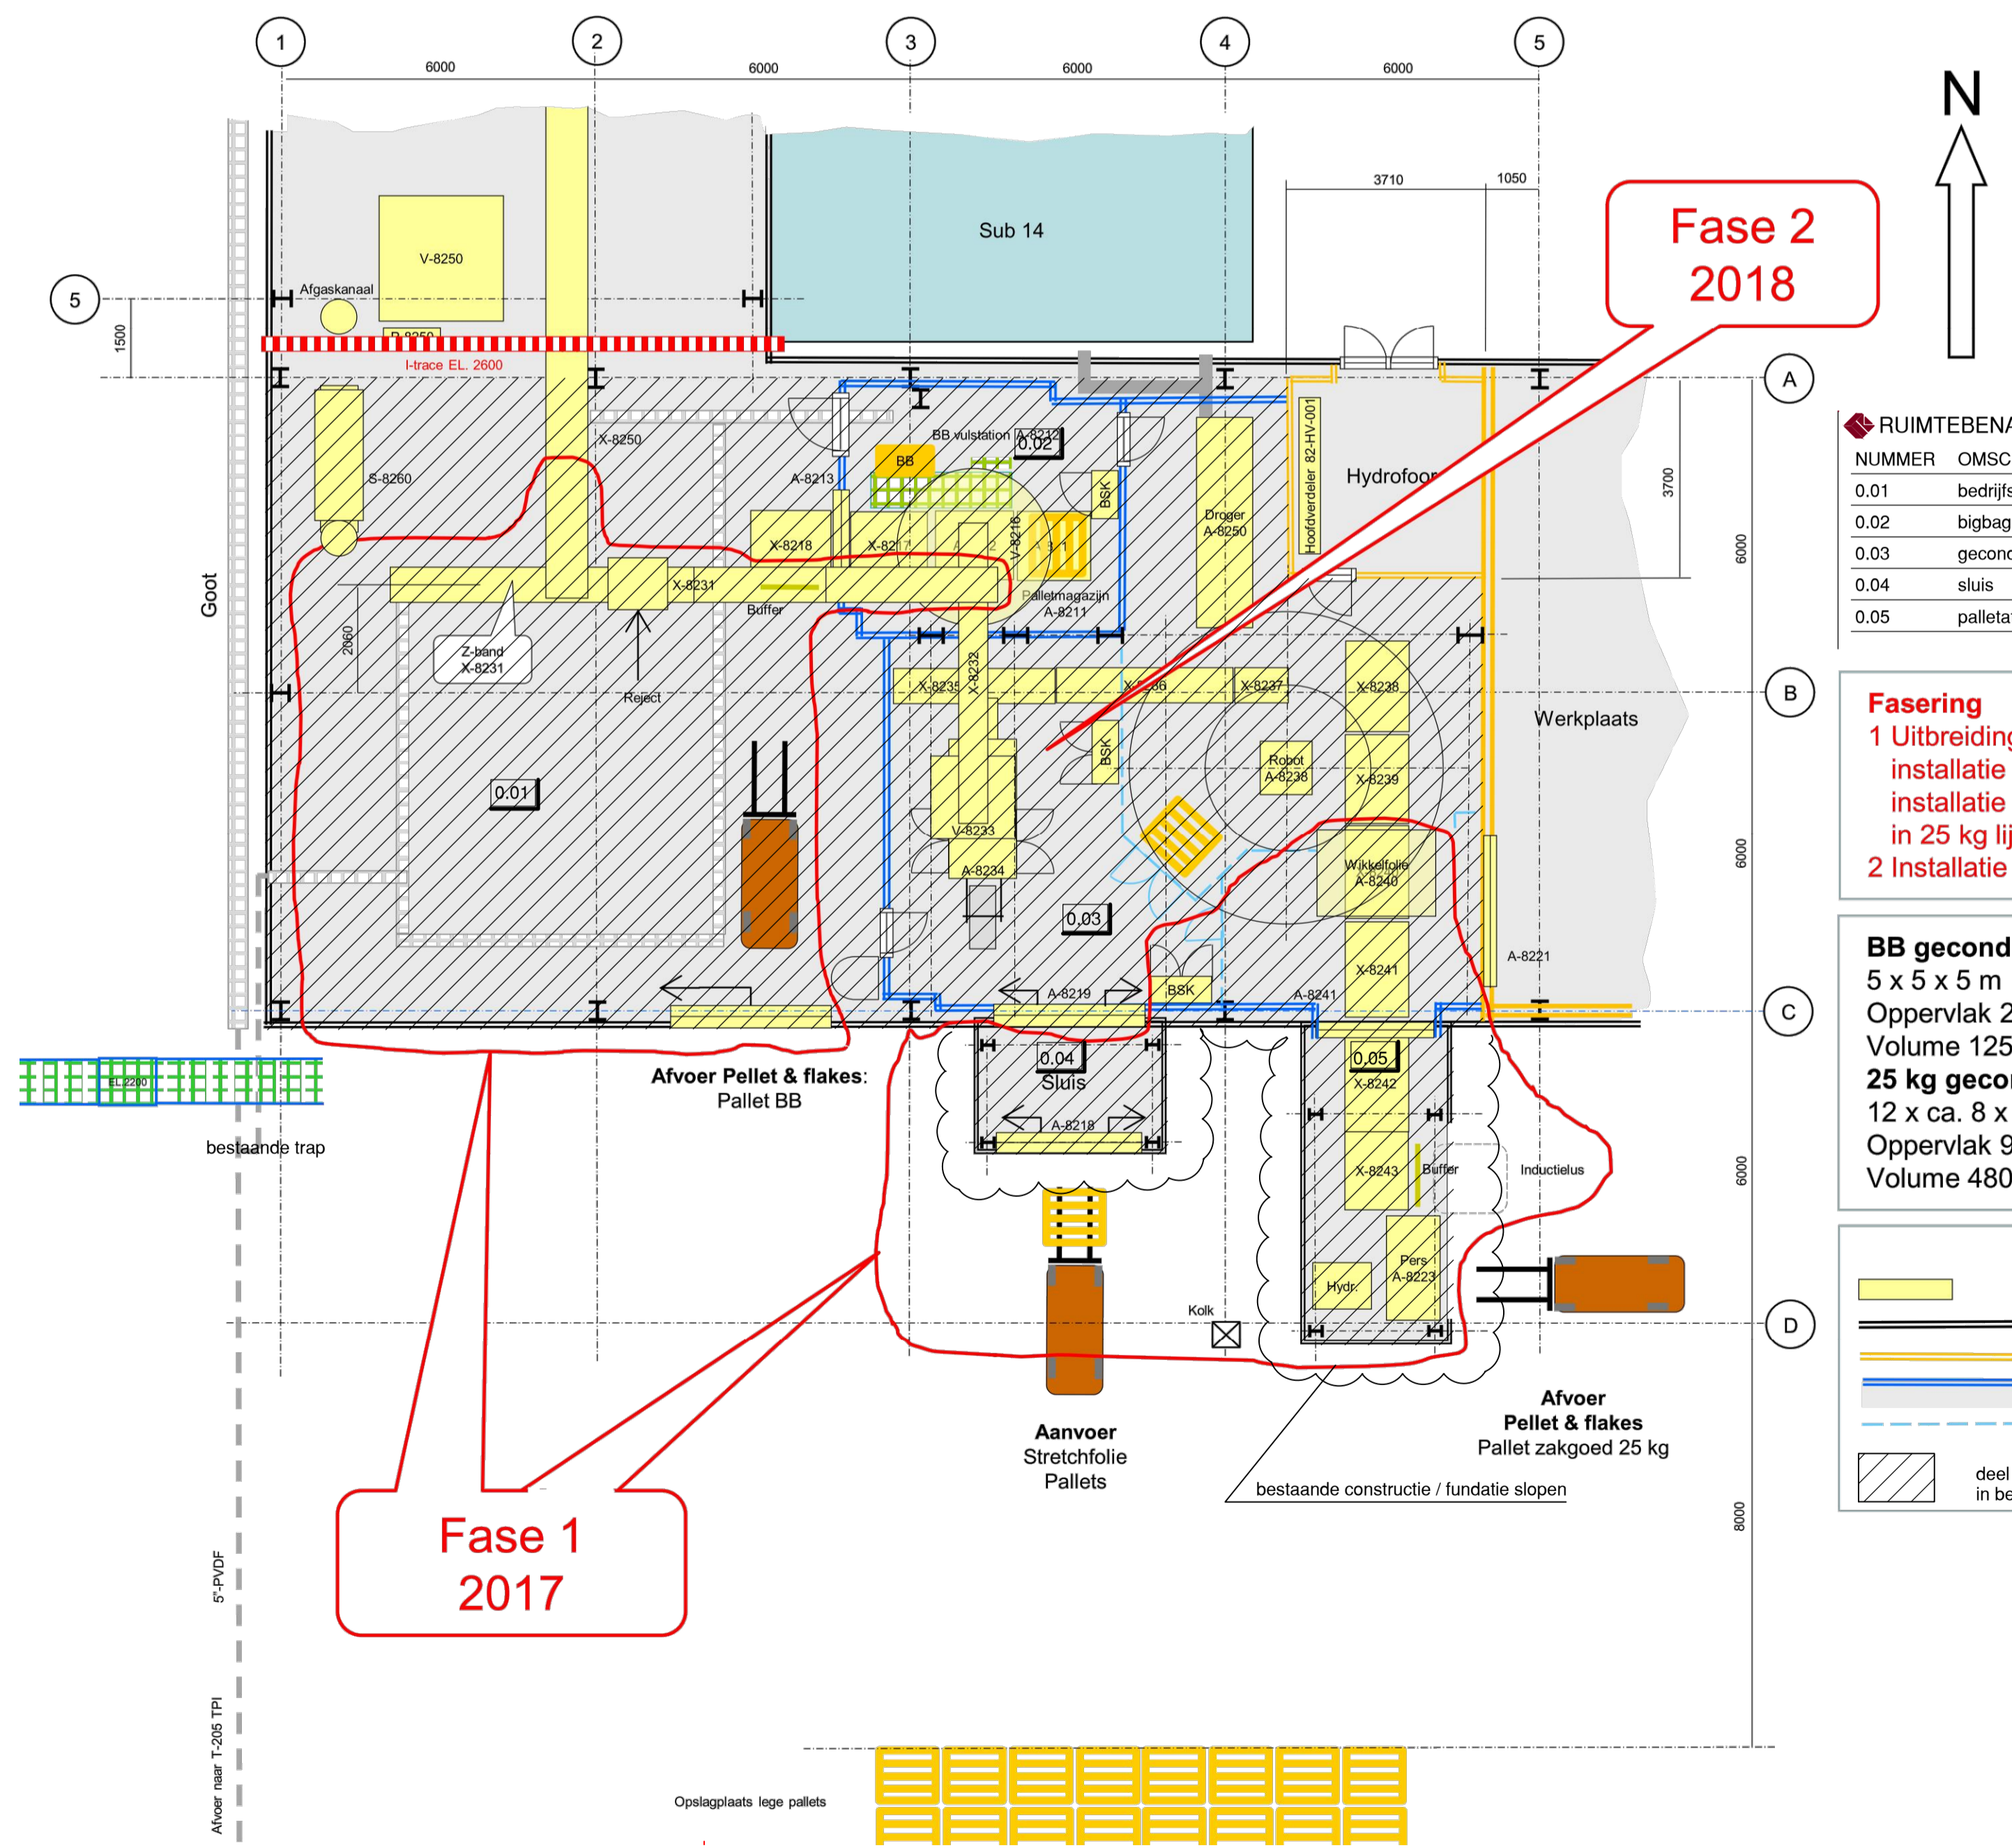 1
2
3
4
5
6000
6000
6000
6000
N
3710
1050
Fase 2
2018
Sub 14
V-8250
Afgaskanaal
5
1500
I-trace EL. 2600
A
RUIMTEBENA
NUMMER OMSC
0.01 bedrijfs
0.02 bigbag
0.03 gecond
0.04 sluis
0.05 palleta
X-8250
BB vulstation A-8212
0.02
BB
S-8260
A-8213
BSK
Hoofdverdeler 82-HV-001
Hydrofoor
3700
Droger
A-8250
V-8216
X-8218
6000
X-8231
Buffer
Palletmagazijn
A-8211
Goot
2060
Z-band
X-8231
Reject
X-8232
X-8235
X-8237
X-8238
B
Werkplaats
Fasering
1 Uitbreiding
installatie
installatie
in 25 kg lij
2 Installatie
BSK
Robot
A-8238
X-8239
0.01
V-8233
A-8234
Wikkelfolie
A-8240
6000
0.03
A-8221
X-8241
BSK
A-8219
A-8241
C
BB gecond
5 x 5 x 5 m
Oppervlak 2
Volume 125
25 kg gecon
12 x ca. 8 x
Oppervlak 9
Volume 480
EL.2200
Afvoer Pellet & flakes:
Pallet BB
0.04
Sluis
A-8218
0.05
X-8242
bestaande trap
X-8243
Buffer
Inductielus
6000
Pers
A-8223
Hydr.
Kolk
D
Aanvoer
Stretchfolie
Pallets
Afvoer
Pellet & flakes
Pallet zakgoed 25 kg
bestaande constructie / fundatie slopen
deel
in be
8000
Fase 1
2017
5"-PVDF
Afvoer naar T-205 TPI
Opslagplaats lege pallets